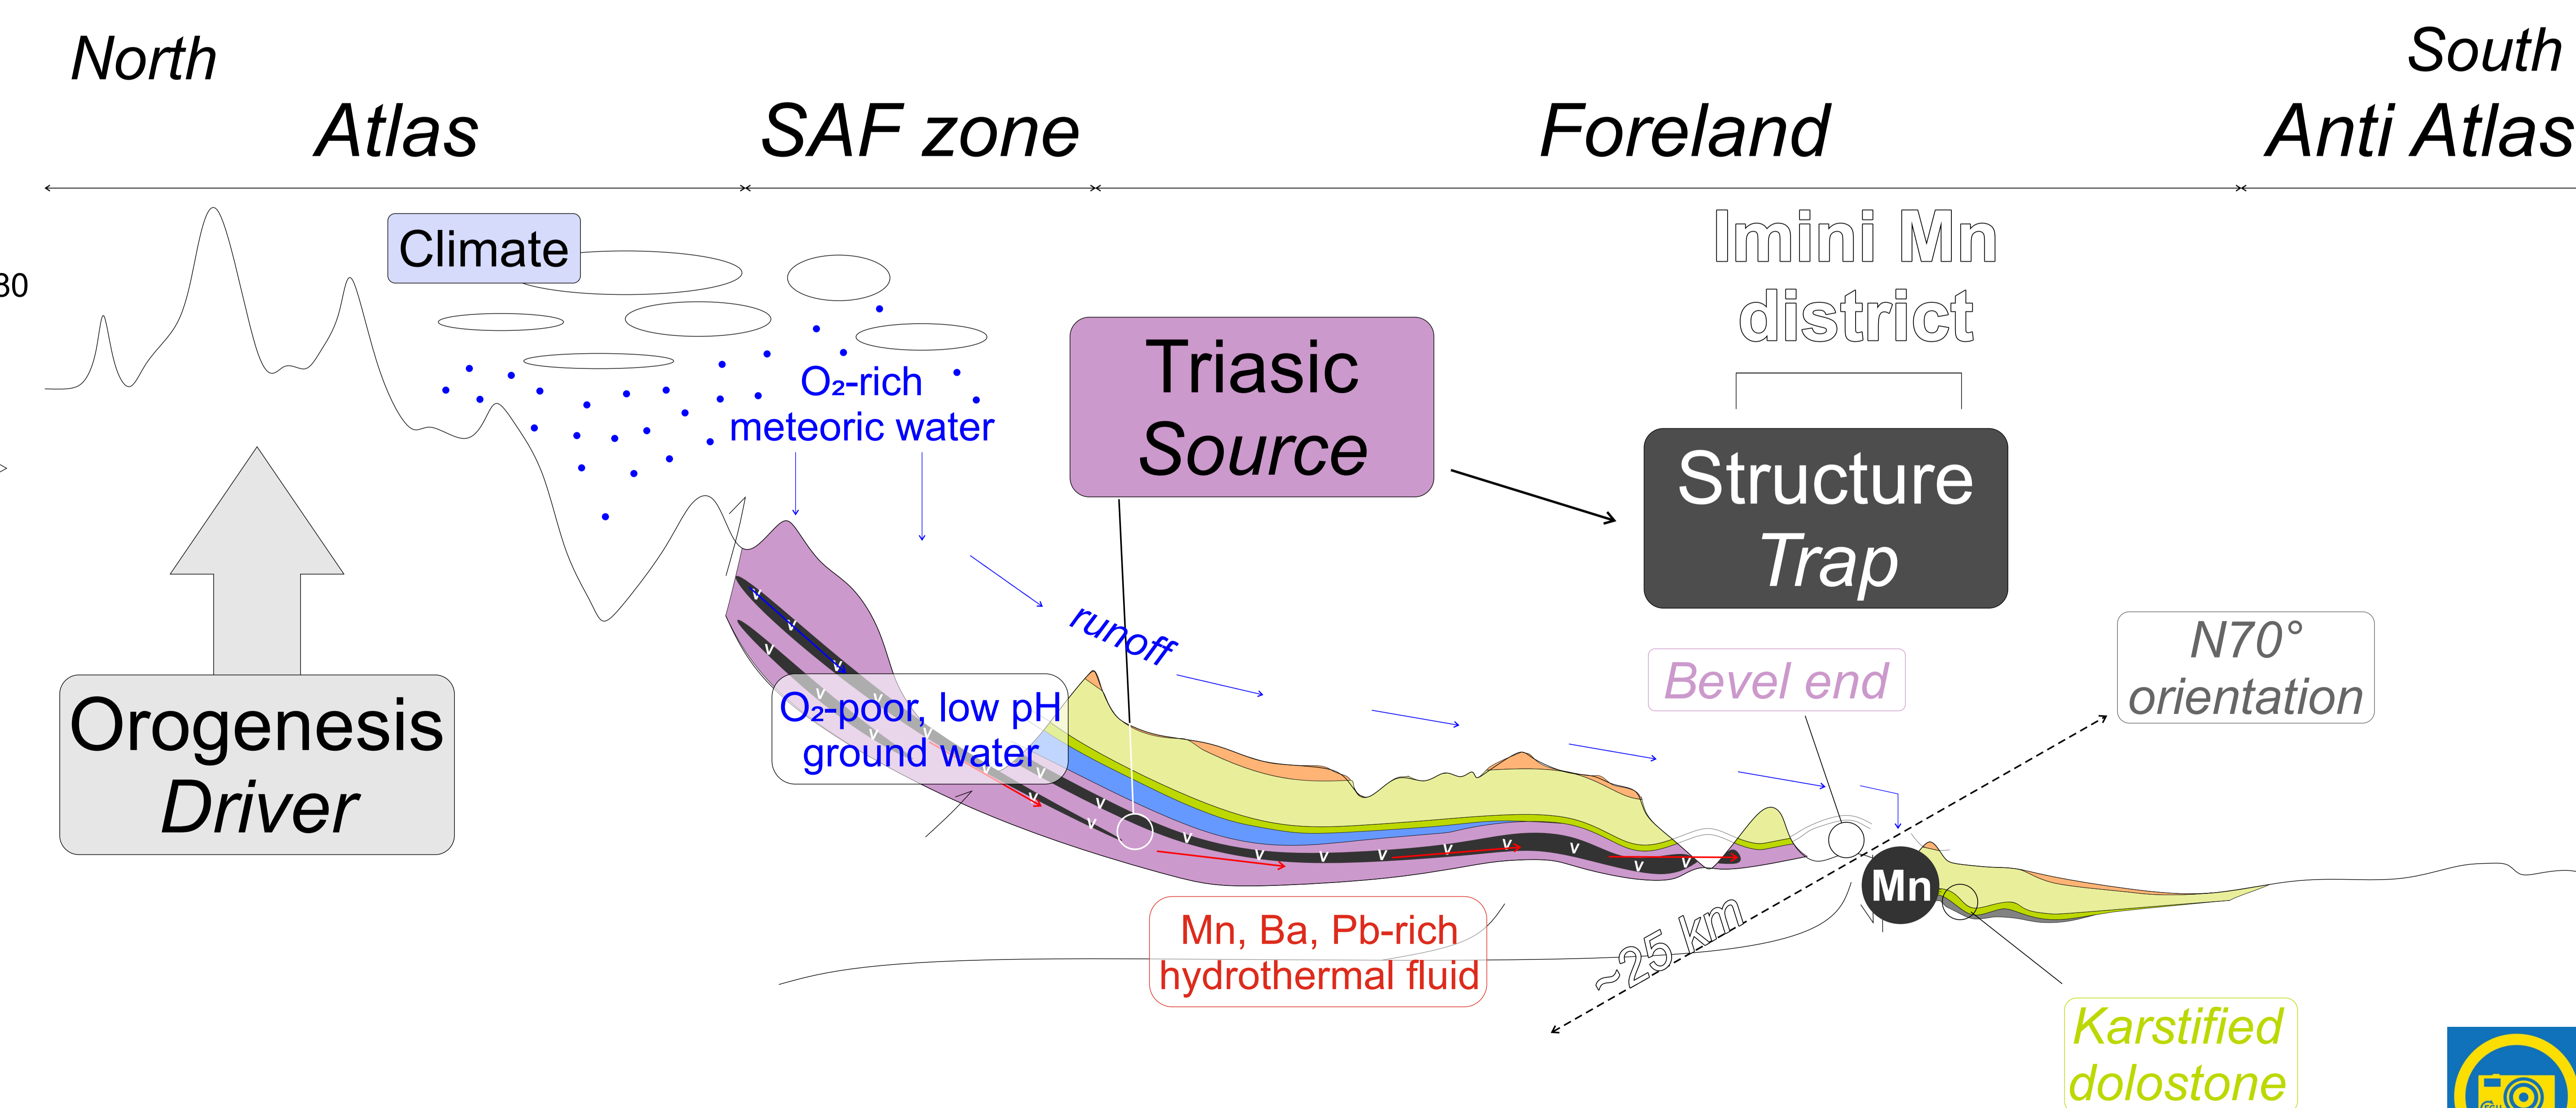 North
South
Atlas
SAF zone
Foreland
Anti Atlas
Climate
Imini Mn
district
30
O₂-rich
meteoric water
Triasic
Source
Structure
Trap
runoff
N70°
orientation
Bevel end
Orogenesis
Driver
O₂-poor, low pH
ground water
v v v v v v v v v v v v v v v v v v v v v v
Mn
~25 km
Mn, Ba, Pb-rich
hydrothermal fluid
Karstified
dolostone